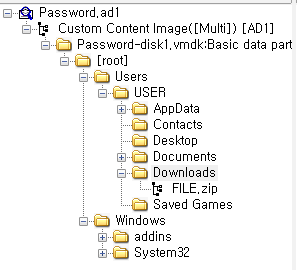 Password.ad1
Custom Content Image([Multi]) [AD1]
Password-disk1.vmdk:Basic data part
[root]
Users
USER
AppData
Contacts
Desktop
Documents
Downloads
FILE.zip
Saved Games
Windows
addins
System32